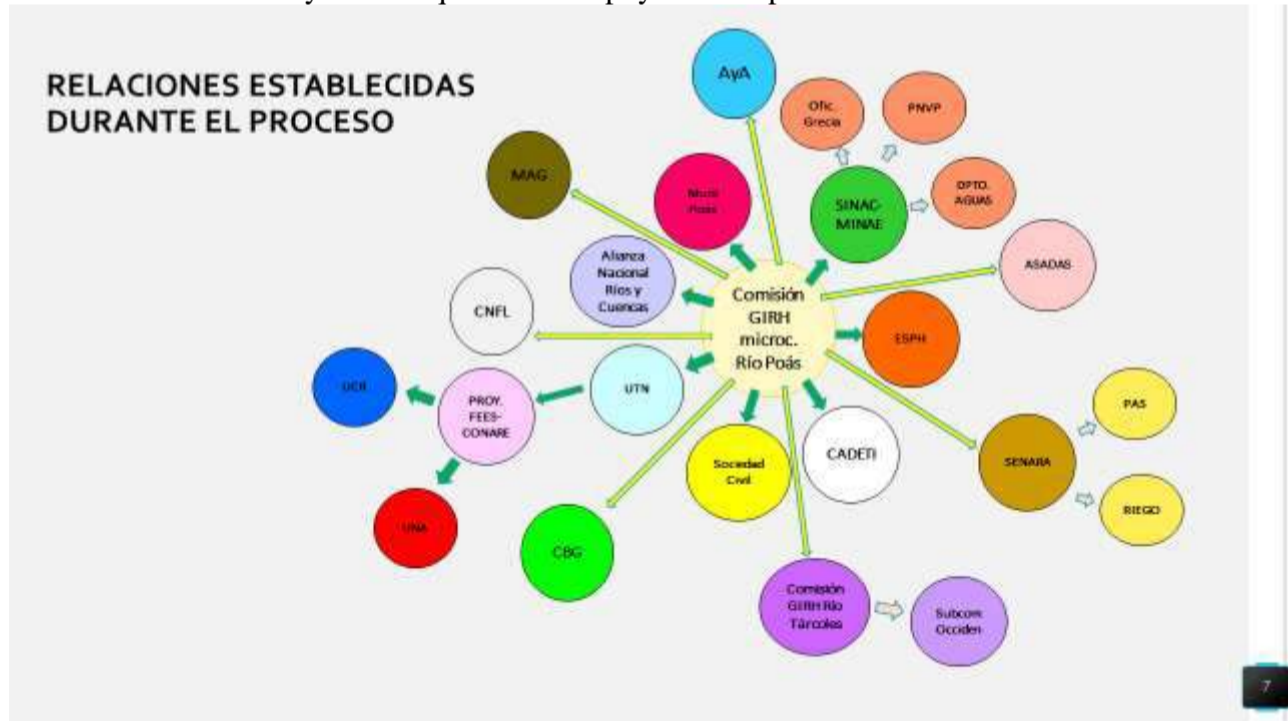 RELACIONES ESTABLECIDAS
DURANTE EL PROCESO
AyA
Ofic.
Grecia
PNVP
MAG
Muni
Poás
SINAC-
MINAE
DPTO.
AGUAS
Alianza
Nacional
Ríos y
Cuencas
ASADAS
CNFL
Comisión
GIRH
microc.
Río Poás
ESPH
UCR
PROY.
FEES-
CONARE
UTN
PAS
Sociedad
Civil
CADETI
SENARA
UNA
CBG
RIEGO
Comisión
GIRH Río
Tárcoles
Subcom
Occiden
7